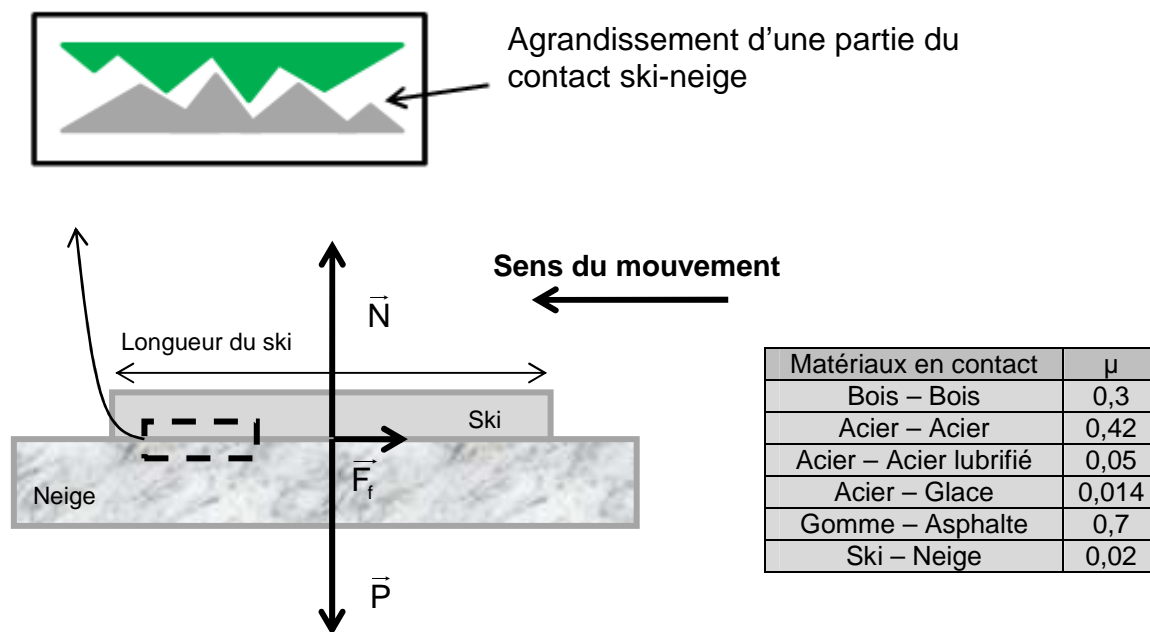 Agrandissement d’une partie du
contact ski-neige
Sens du mouvement
N
Longueur du ski
Ski
Neige
F_f
P
Matériaux en contact µ
Bois – Bois 0,3
Acier – Acier 0,42
Acier – Acier lubrifié 0,05
Acier – Glace 0,014
Gomme – Asphalte 0,7
Ski – Neige 0,02